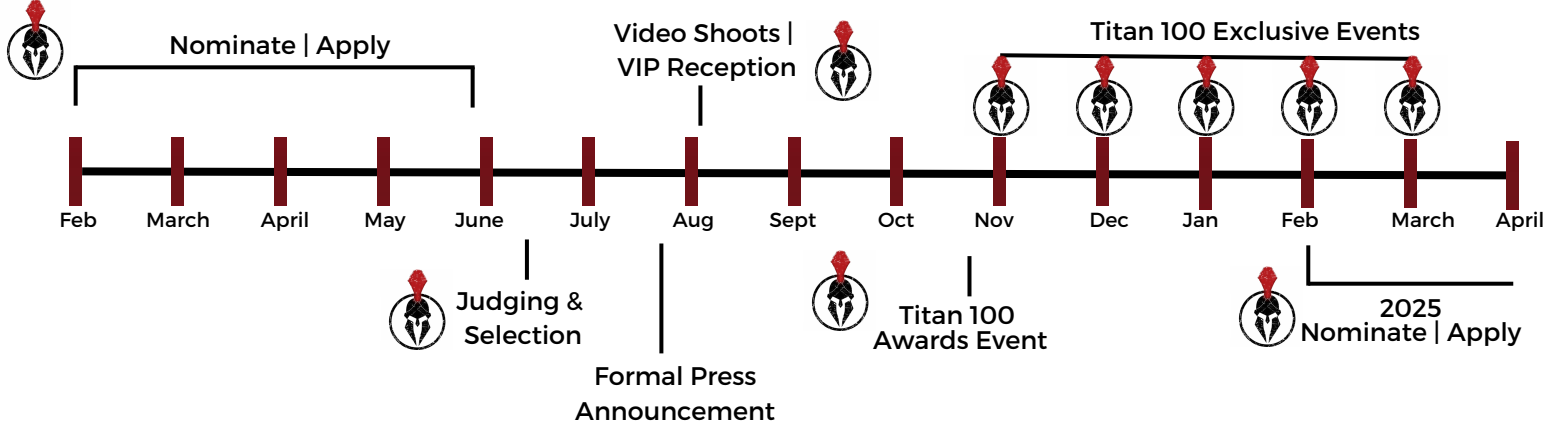 Nominate | Apply
Video Shoots |
VIP Reception
Titan 100 Exclusive Events
Feb March April May June July Aug Sept Oct Nov Dec Jan Feb March April
Judging &
Selection
Formal Press
Announcement
Titan 100
Awards Event
2025
Nominate | Apply